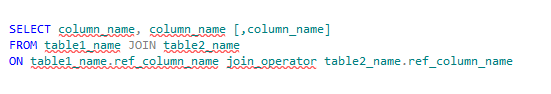 SELECT column_name, column_name [,column_name]
FROM table1_name JOIN table2_name
ON table1_name.ref_column_name join_operator table2_name.ref_column_name